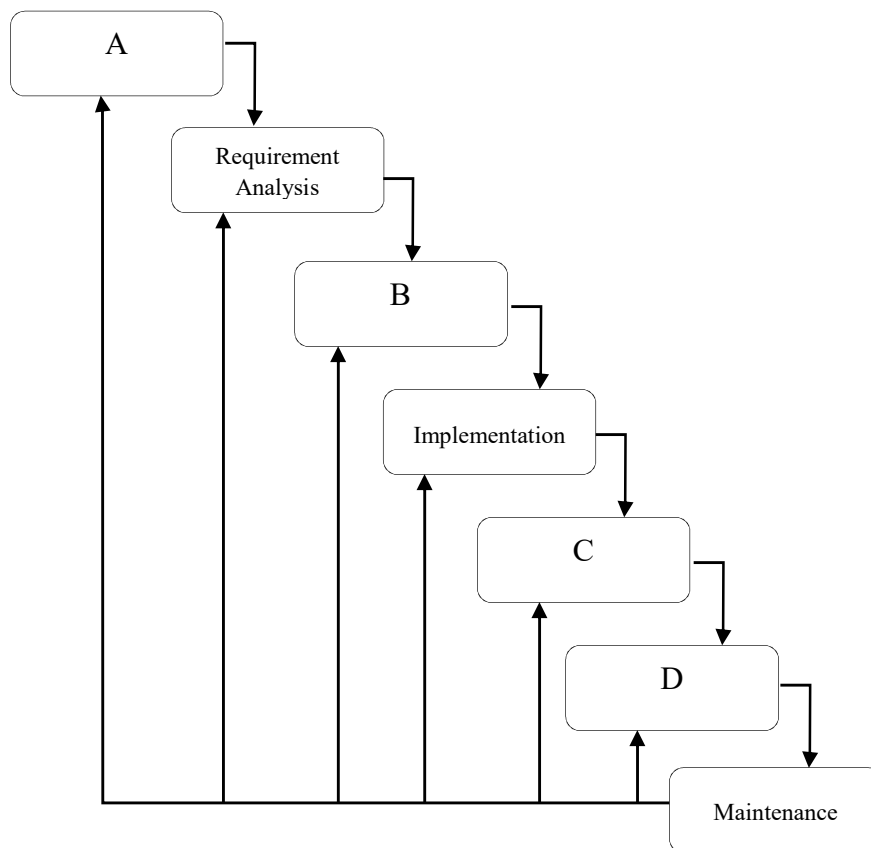 A
Requirement
Analysis
B
Implementation
C
D
Maintenance